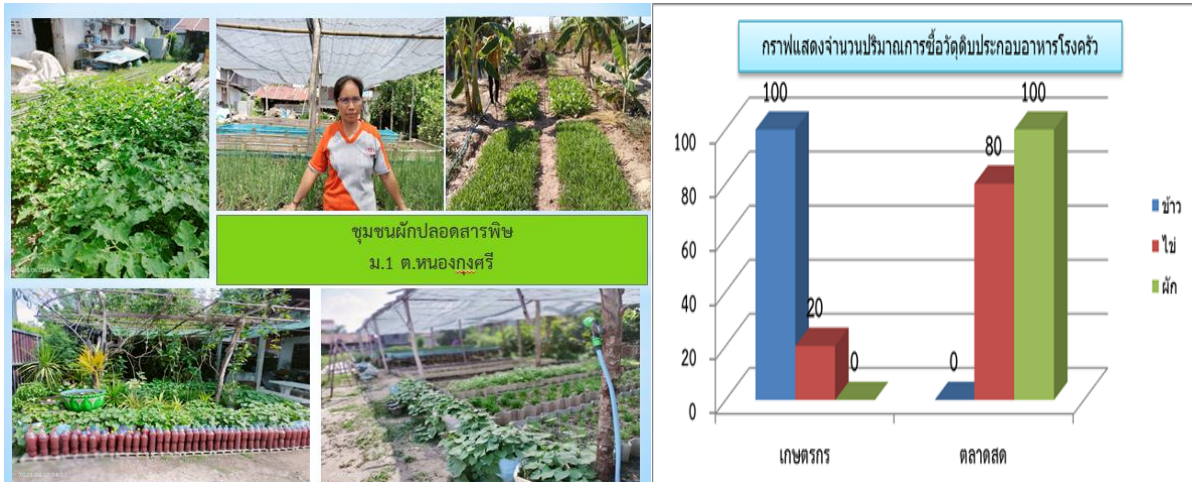 ชุมชนผักปลอดสารพิษ
ม.1 ต.หนองกุงศรี
กราฟแสดงจำนวนปริมาณการซื้อวัตถุดิบประกอบอาหารโรงครัว
100
80
60
40
20
0
100
20
0
0
80
100
เกษตรกร
ตลาดสด
ข้าว
ไข่
ผัก